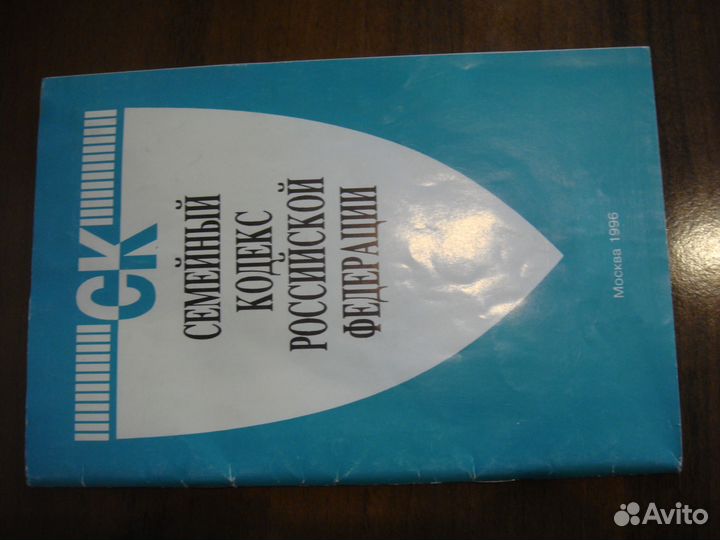 СК
СЕМЕЙНЫЙ
КОДЕКС
РОССИЙСКОЙ
ФЕДЕРАЦИИ
Москва 1996
Avito